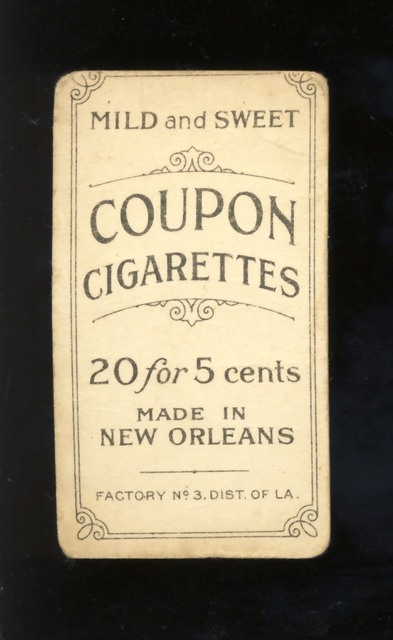 MILD and SWEET
COUPON
CIGARETTES
20 for 5 cents
MADE IN
NEW ORLEANS
FACTORY Nº 3. DIST. OF LA.